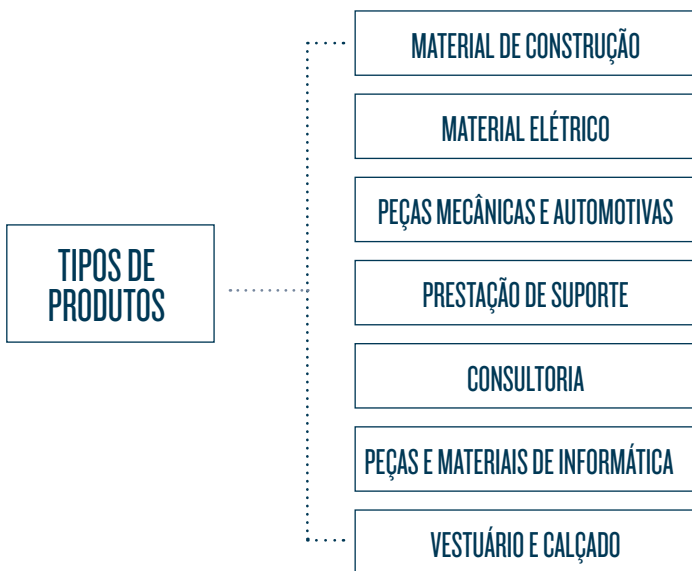 TIPOS DE
PRODUTOS
MATERIAL DE CONSTRUÇÃO
MATERIAL ELÉTRICO
PEÇAS MECÂNICAS E AUTOMOTIVAS
PRESTAÇÃO DE SUPORTE
CONSULTORIA
PEÇAS E MATERIAIS DE INFORMÁTICA
VESTUÁRIO E CALÇADO